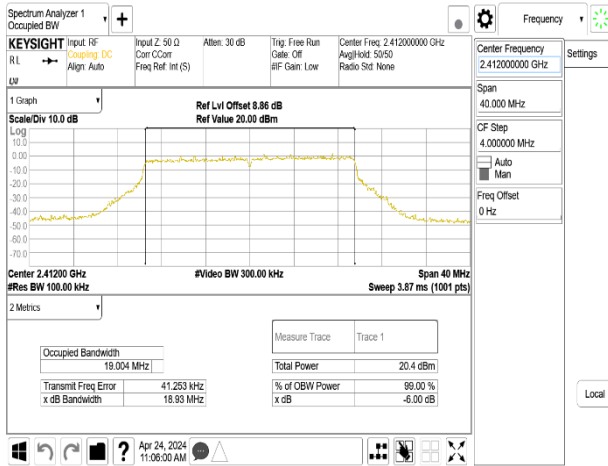 Spectrum Analyzer 1
Occupied BW
+
Frequency
KEYSIGHT
Input: RF
Input Z: 50 Ω
Atten: 30 dB
Trig: Free Run
Center Freq: 2.412000000 GHz
RL
Coupling: DC
Corr CCorr
Gate: Off
Avg|Hold: 50/50
Align: Auto
Freq Ref: Int (S)
#IF Gain: Low
Radio Std: None
Center Frequency
2.412000000 GHz
Settings
Span
40.000 MHz
CF Step
4.000000 MHz
Auto
Man
Freq Offset
0 Hz
Local
1 Graph
Ref Lvl Offset 8.86 dB
Scale/Div 10.0 dB
Ref Value 20.00 dBm
Log
10.0
0.00
-10.0
-20.0
-30.0
-40.0
-50.0
-60.0
-70.0
Center 2.41200 GHz
#Video BW 300.00 kHz
Span 40 MHz
#Res BW 100.00 kHz
Sweep 3.87 ms (1001 pts)
2 Metrics
Measure Trace
Trace 1
Occupied Bandwidth
19.004 MHz
Total Power
20.4 dBm
Transmit Freq Error
41.253 kHz
% of OBW Power
99.00 %
x dB Bandwidth
18.93 MHz
x dB
-6.00 dB
?
Apr 24, 2024
11:06:00 AM